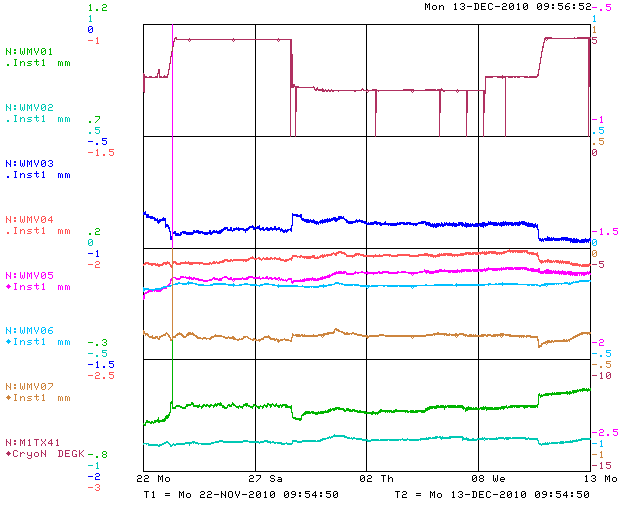 1.2 Mon 13-DEC-2010 09:56:52 -.5
1 1
0 1
-1 5
N:WMV01
.Inst1 mm
N:WMV02
.Inst1 mm
.7 -1
.5 .5
-.5 .5
-1.5 0
N:WMV03
.Inst1 mm
N:WMV04
.Inst1 mm
.2 -1.5
0 0
-1 0
-2 -5
N:WMV05
◆Inst1 mm
N:WMV06
◆Inst1 mm
-.3 -2
-.5 -.5
-1.5 -.5
-2.5 -10
N:WMV07
◆Inst1 mm
N:M1TX41
◆CryoN DEGK
-.8 -2.5
-1 -1
-2 -1
-3 -15
22 Mo 27 Sa 02 Th 08 We 13 Mo
T1 = Mo 22-NOV-2010 09:54:50 T2 = Mo 13-DEC-2010 09:54:50